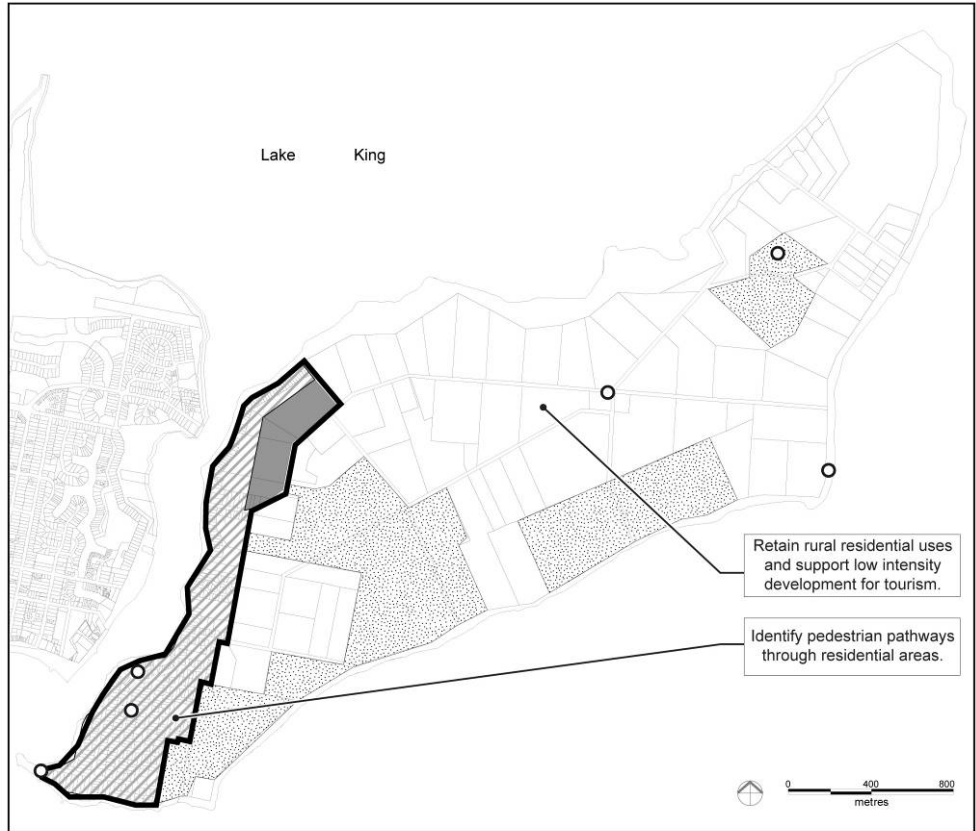 Lake King
Retain rural residential uses
and support low intensity
development for tourism.
Identify pedestrian pathways
through residential areas.
0 400 800
metres